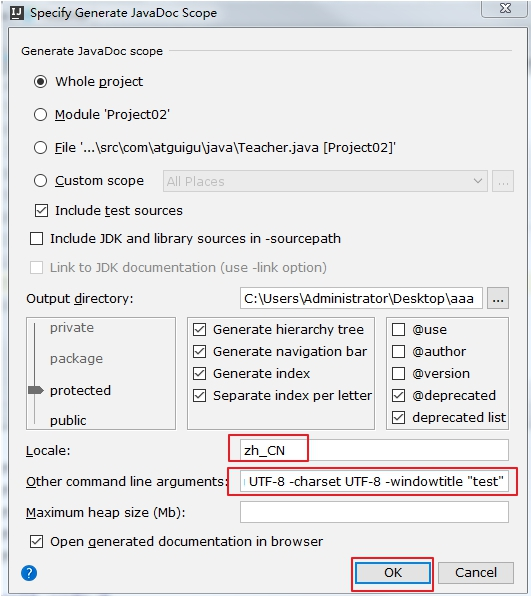 IJ Specify Generate JavaDoc Scope
Generate JavaDoc scope
Whole project
Module 'Project02'
File '...\src\com\atguigu\java\Teacher.java [Project02]'
Custom scope All Places ...
Include test sources
Include JDK and library sources in -sourcepath
Link to JDK documentation (use -link option)
Output directory: C:\Users\Administrator\Desktop\aaa ...
private
package
protected
public
Generate hierarchy tree
Generate navigation bar
Generate index
Separate index per letter
@use
@author
@version
@deprecated
deprecated list
Locale: zh_CN
Other command line arguments: UTF-8 -charset UTF-8 -windowtitle "test"
Maximum heap size (Mb):
Open generated documentation in browser
? OK Cancel